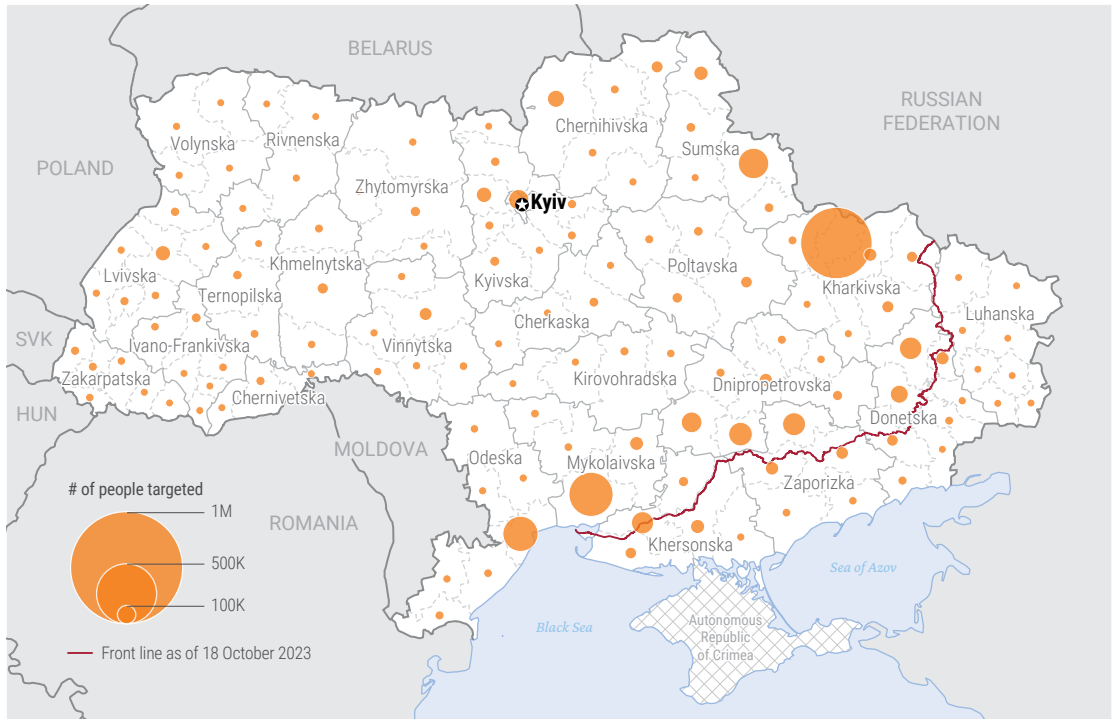 BELARUS
RUSSIAN
FEDERATION
POLAND
Volynska
Rivnenska
Chernihivska
Sumska
Zhytomyrska
Kyiv
Lvivska
Khmelnytska
Ternopilska
Kyivska
Poltavska
Kharkivska
Luhanska
Cherkaska
SVK
Ivano-Frankivska
Vinnytska
Zakarpatska
Chernivetska
Kirovohradska
Dnipropetrovska
Donetska
HUN
MOLDOVA
Odeska
Mykolaivska
Zaporizka
Khersonska
ROMANIA
# of people targeted
1M
500K
100K
Front line as of 18 October 2023
Black Sea
Sea of Azov
Autonomous
Republic
of Crimea